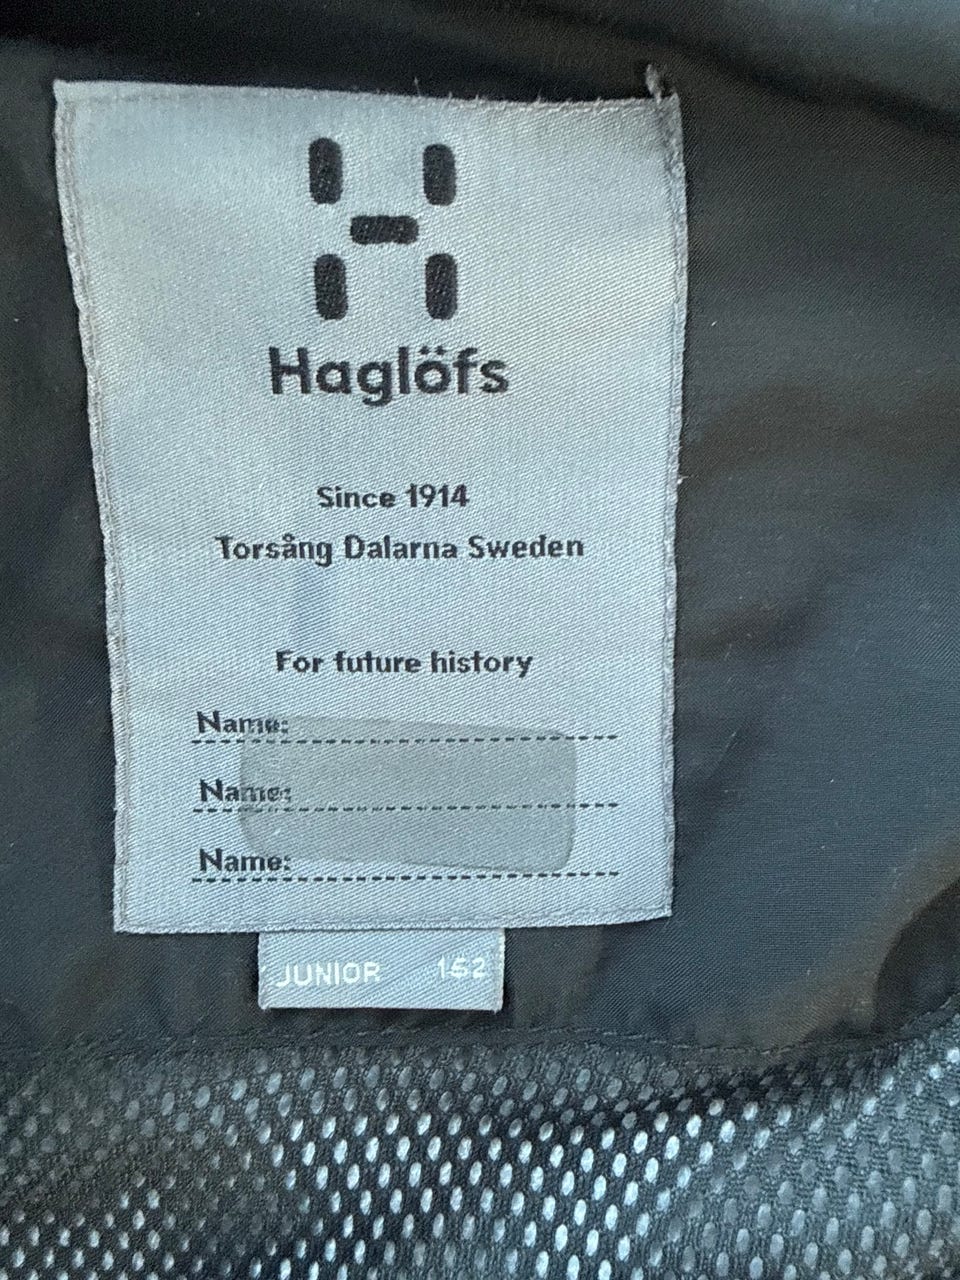 Haglöfs
Since 1914
Torsång Dalarna Sweden
For future history
Name:
Name:
Name:
JUNIOR 152